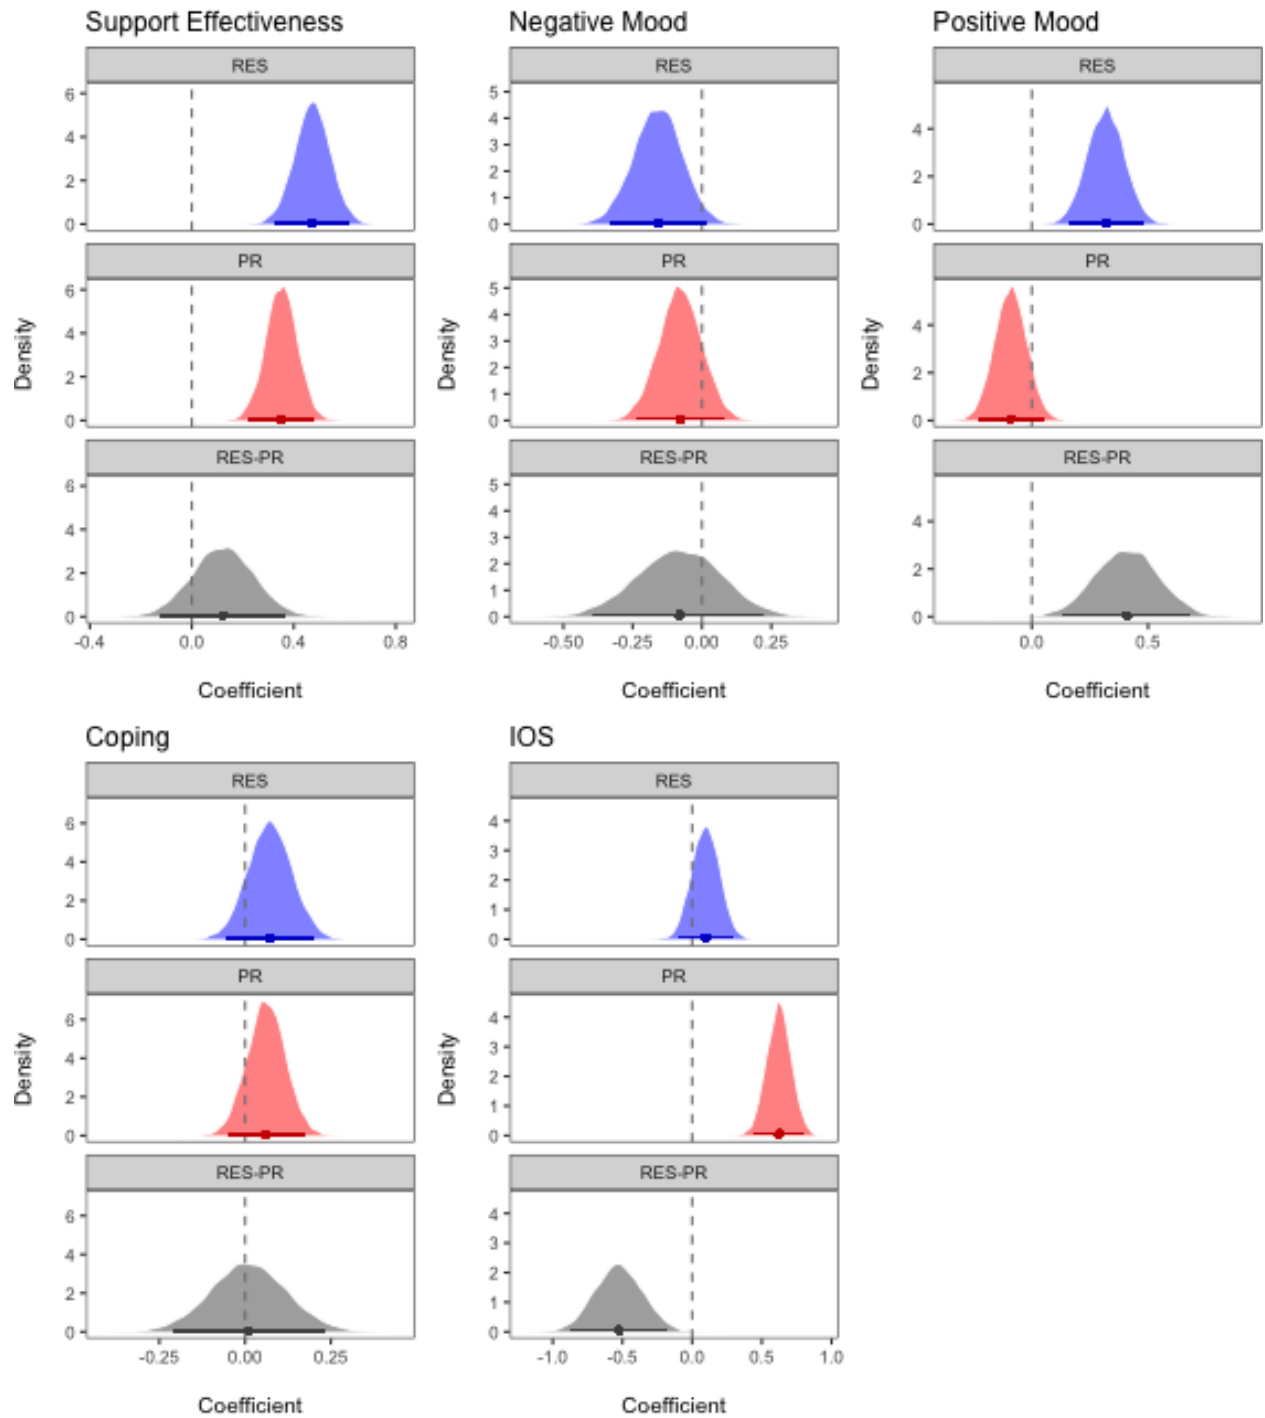 Support Effectiveness
RES
6
4
2
0
PR
6
4
2
0
RES-PR
6
4
2
0
-0.4 0.0 0.4 0.8
Density
Coefficient
Negative Mood
RES
5
4
3
2
1
0
PR
5
4
3
2
1
0
RES-PR
5
4
3
2
1
0
-0.50 -0.25 0.00 0.25
Density
Coefficient
Positive Mood
RES
4
2
0
PR
4
2
0
RES-PR
4
2
0
0.0 0.5
Density
Coefficient
Coping
RES
6
4
2
0
PR
6
4
2
0
RES-PR
6
4
2
0
-0.25 0.00 0.25
Density
Coefficient
IOS
RES
4
3
2
1
0
PR
4
3
2
1
0
RES-PR
4
3
2
1
0
-1.0 -0.5 0.0 0.5 1.0
Density
Coefficient